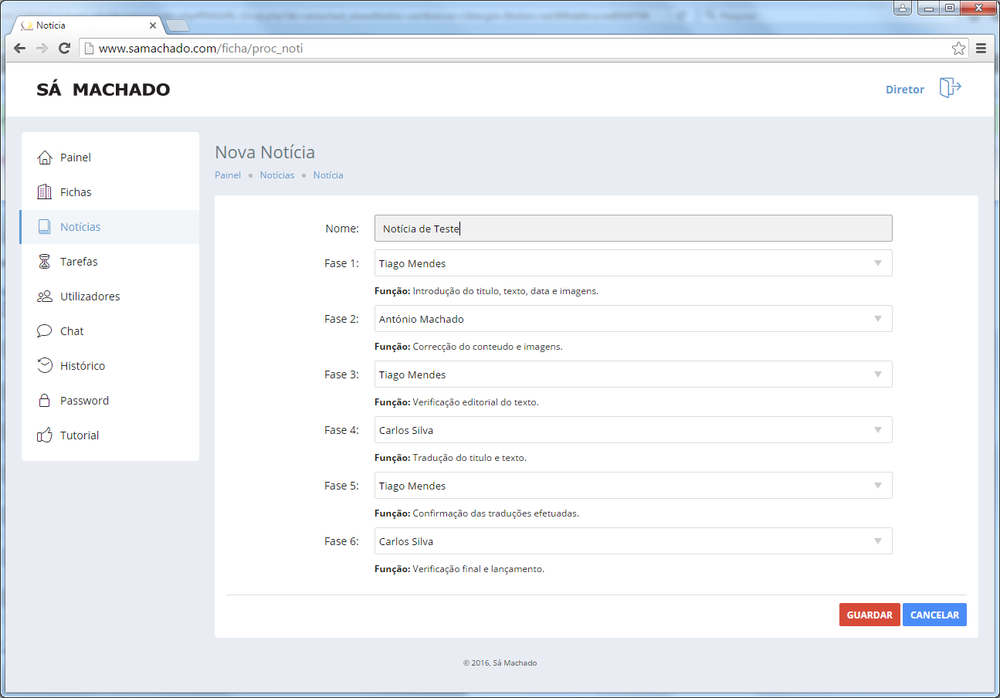 Notícia
www.samachado.com/ficha/proc_noti
SÁ MACHADO
Diretor
Painel
Fichas
Notícias
Tarefas
Utilizadores
Chat
Histórico
Password
Tutorial
Nova Notícia
Painel Notícias Notícia
Nome: Notícia de Teste
Fase 1: Tiago Mendes
Função: Introdução do titulo, texto, data e imagens.
Fase 2: António Machado
Função: Correcção do conteudo e imagens.
Fase 3: Tiago Mendes
Função: Verificação editorial do texto.
Fase 4: Carlos Silva
Função: Tradução do titulo e texto.
Fase 5: Tiago Mendes
Função: Confirmação das traduções efetuadas.
Fase 6: Carlos Silva
Função: Verificação final e lançamento.
GUARDAR CANCELAR
© 2016, Sá Machado